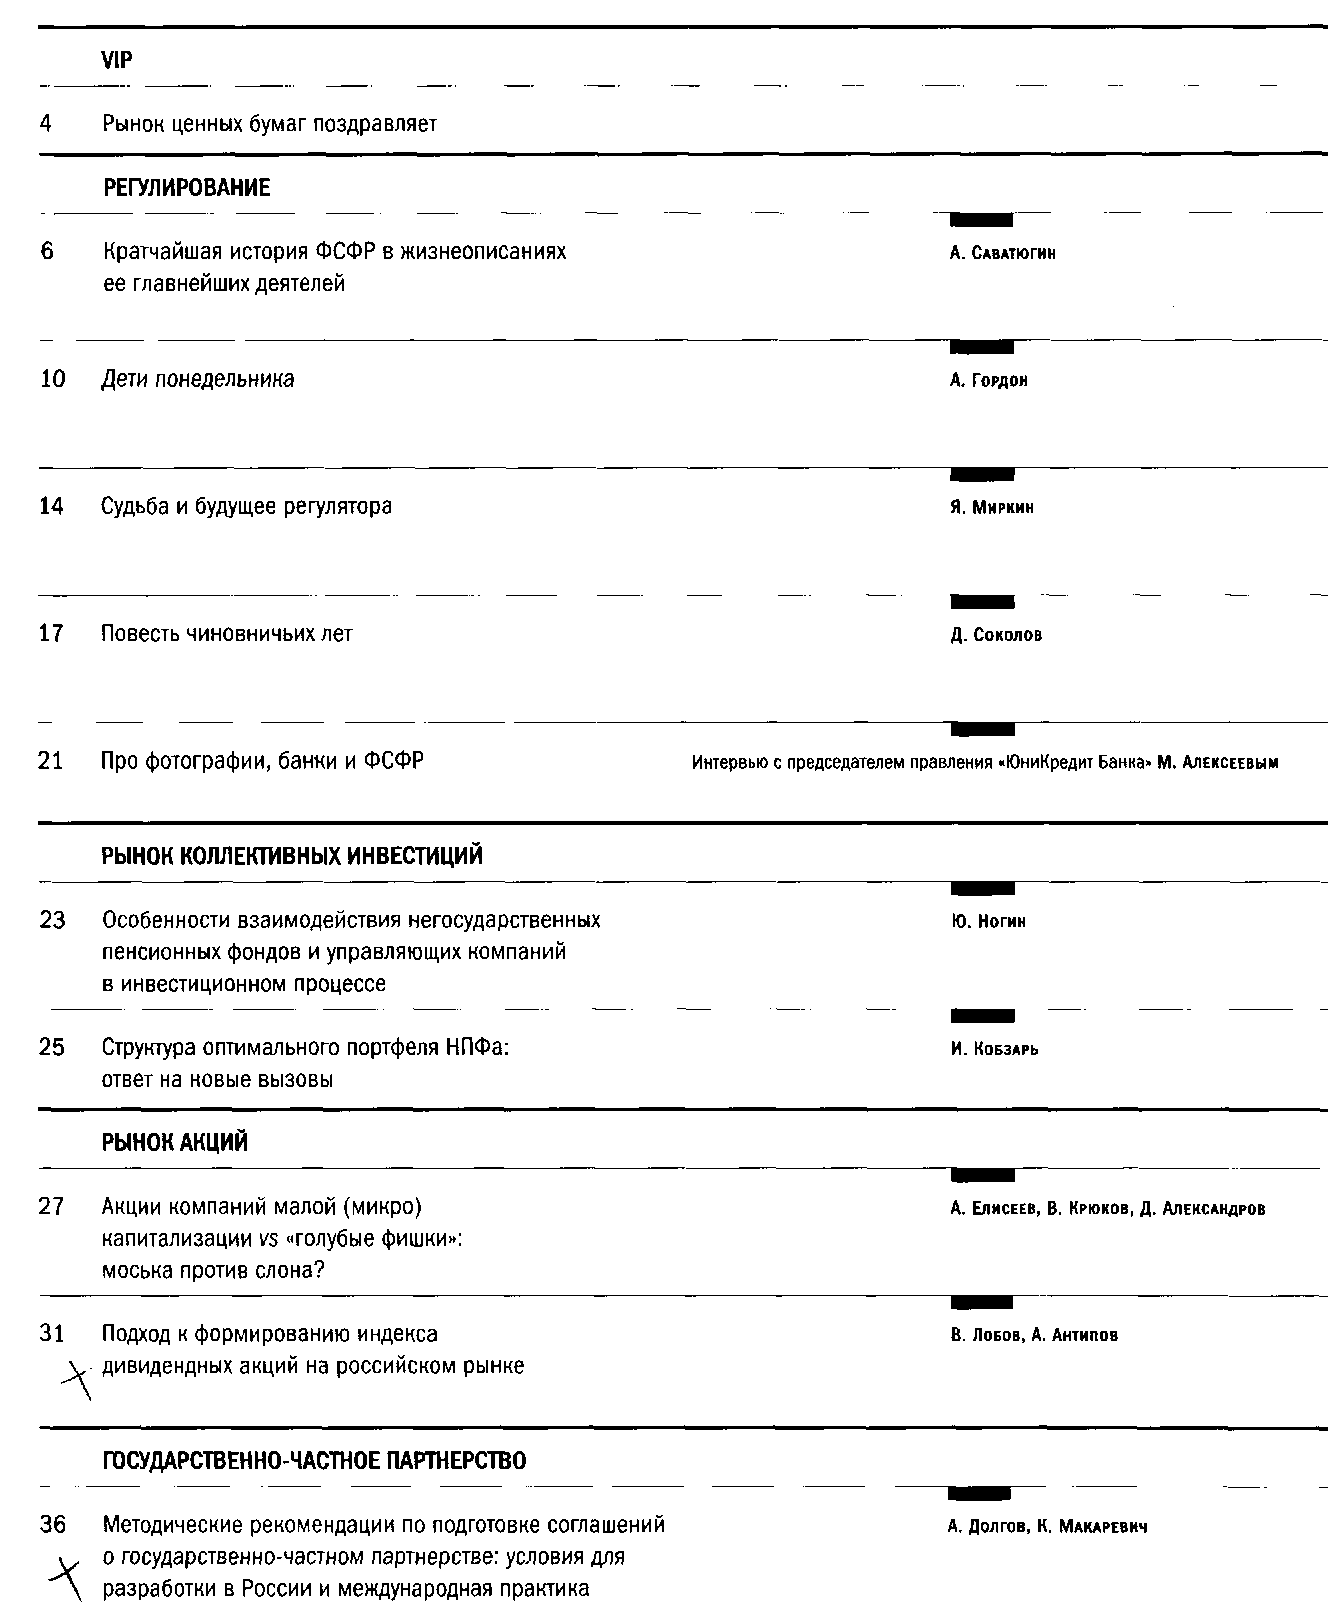 VIP
4 Рынок ценных бумаг поздравляет
РЕГУЛИРОВАНИЕ
6 Кратчайшая история ФСФР в жизнеописаниях А. Саватюгин
ее главнейших деятелей
10 Дети понедельника А. Гордон
14 Судьба и будущее регулятора Я. Миркин
17 Повесть чиновничьих лет Д. Соколов
21 Про фотографии, банки и ФСФР Интервью с председателем правления «ЮниКредит Банка» М. Алексеевым
РЫНОК КОЛЛЕКТИВНЫХ ИНВЕСТИЦИЙ
23 Особенности взаимодействия негосударственных Ю. Ногин
пенсионных фондов и управляющих компаний
в инвестиционном процессе
25 Структура оптимального портфеля НПФа: И. Кобзарь
ответ на новые вызовы
РЫНОК АКЦИЙ
27 Акции компаний малой (микро) А. Елисеев, В. Крюков, Д. Александров
капитализации vs «голубые фишки»:
моська против слона?
31 Подход к формированию индекса В. Лобов, А. Антипов
дивидендных акций на российском рынке
ГОСУДАРСТВЕННО-ЧАСТНОЕ ПАРТНЕРСТВО
36 Методические рекомендации по подготовке соглашений А. Долгов, К. Макаревич
о государственно-частном партнерстве: условия для
разработки в России и международная практика